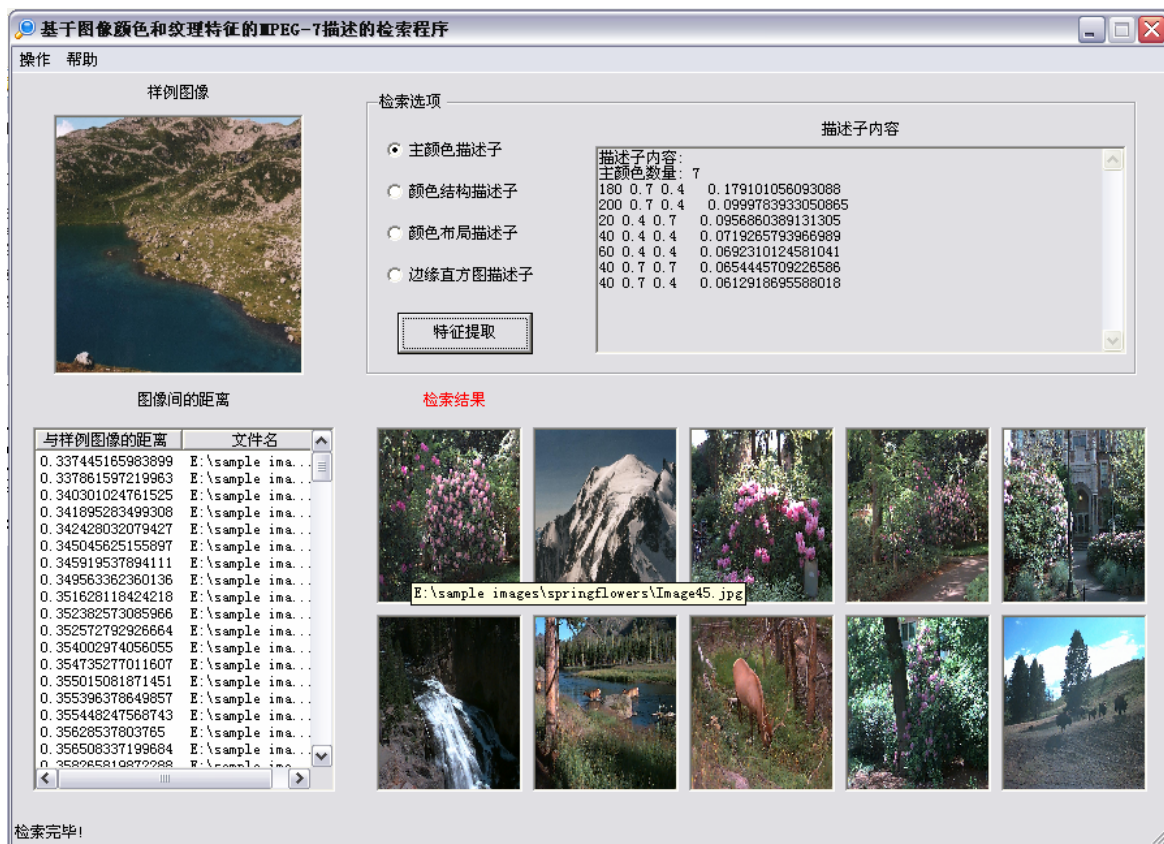 基于图像颜色和纹理特征的MPEG-7描述的检索程序
操作 帮助
样例图像
检索选项
主颜色描述子
颜色结构描述子
颜色布局描述子
边缘直方图描述子
特征提取
描述子内容
描述子内容:
主颜色数量: 7
180 0.7 0.4 0.179101056093088
200 0.7 0.4 0.0999783933050865
20 0.4 0.7 0.0956860389131305
40 0.4 0.4 0.0719265793966989
60 0.4 0.4 0.0692310124581041
40 0.7 0.7 0.0654445709226586
40 0.7 0.4 0.0612918695588018
图像间的距离
与样例图像的距离 文件名
0.337445165983899 E:\sample ima...
0.337861597219963 E:\sample ima...
0.340301024761525 E:\sample ima...
0.341895283499308 E:\sample ima...
0.342428032079427 E:\sample ima...
0.345045625155897 E:\sample ima...
0.345919537894111 E:\sample ima...
0.349563362360136 E:\sample ima...
0.351628118424218 E:\sample ima...
0.352382573085966 E:\sample ima...
0.352572792926664 E:\sample ima...
0.354002974056055 E:\sample ima...
0.354735277011607 E:\sample ima...
0.355015081871451 E:\sample ima...
0.355396378649857 E:\sample ima...
0.355448247568743 E:\sample ima...
0.35628537803765 E:\sample ima...
0.356508337199684 E:\sample ima...
0.358265819872288 E:\sample ima...
检索结果
E:\sample images\springflowers\Image45.jpg
检索完毕!